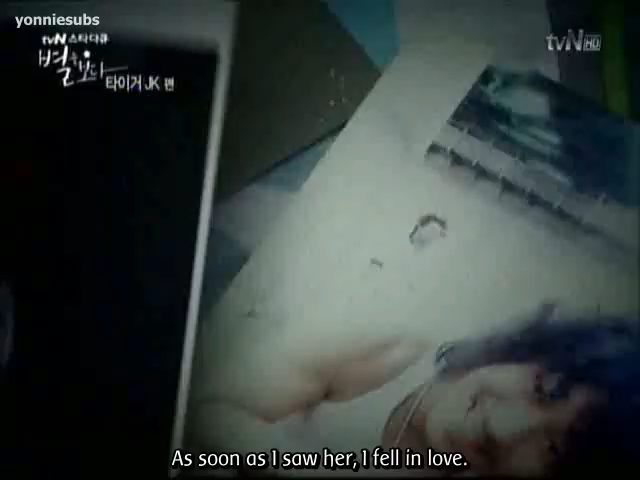 yonniesubs
tvN 스타다큐
별을 보다
타이거 JK 편
tvN HD
As soon as I saw her, I fell in love.